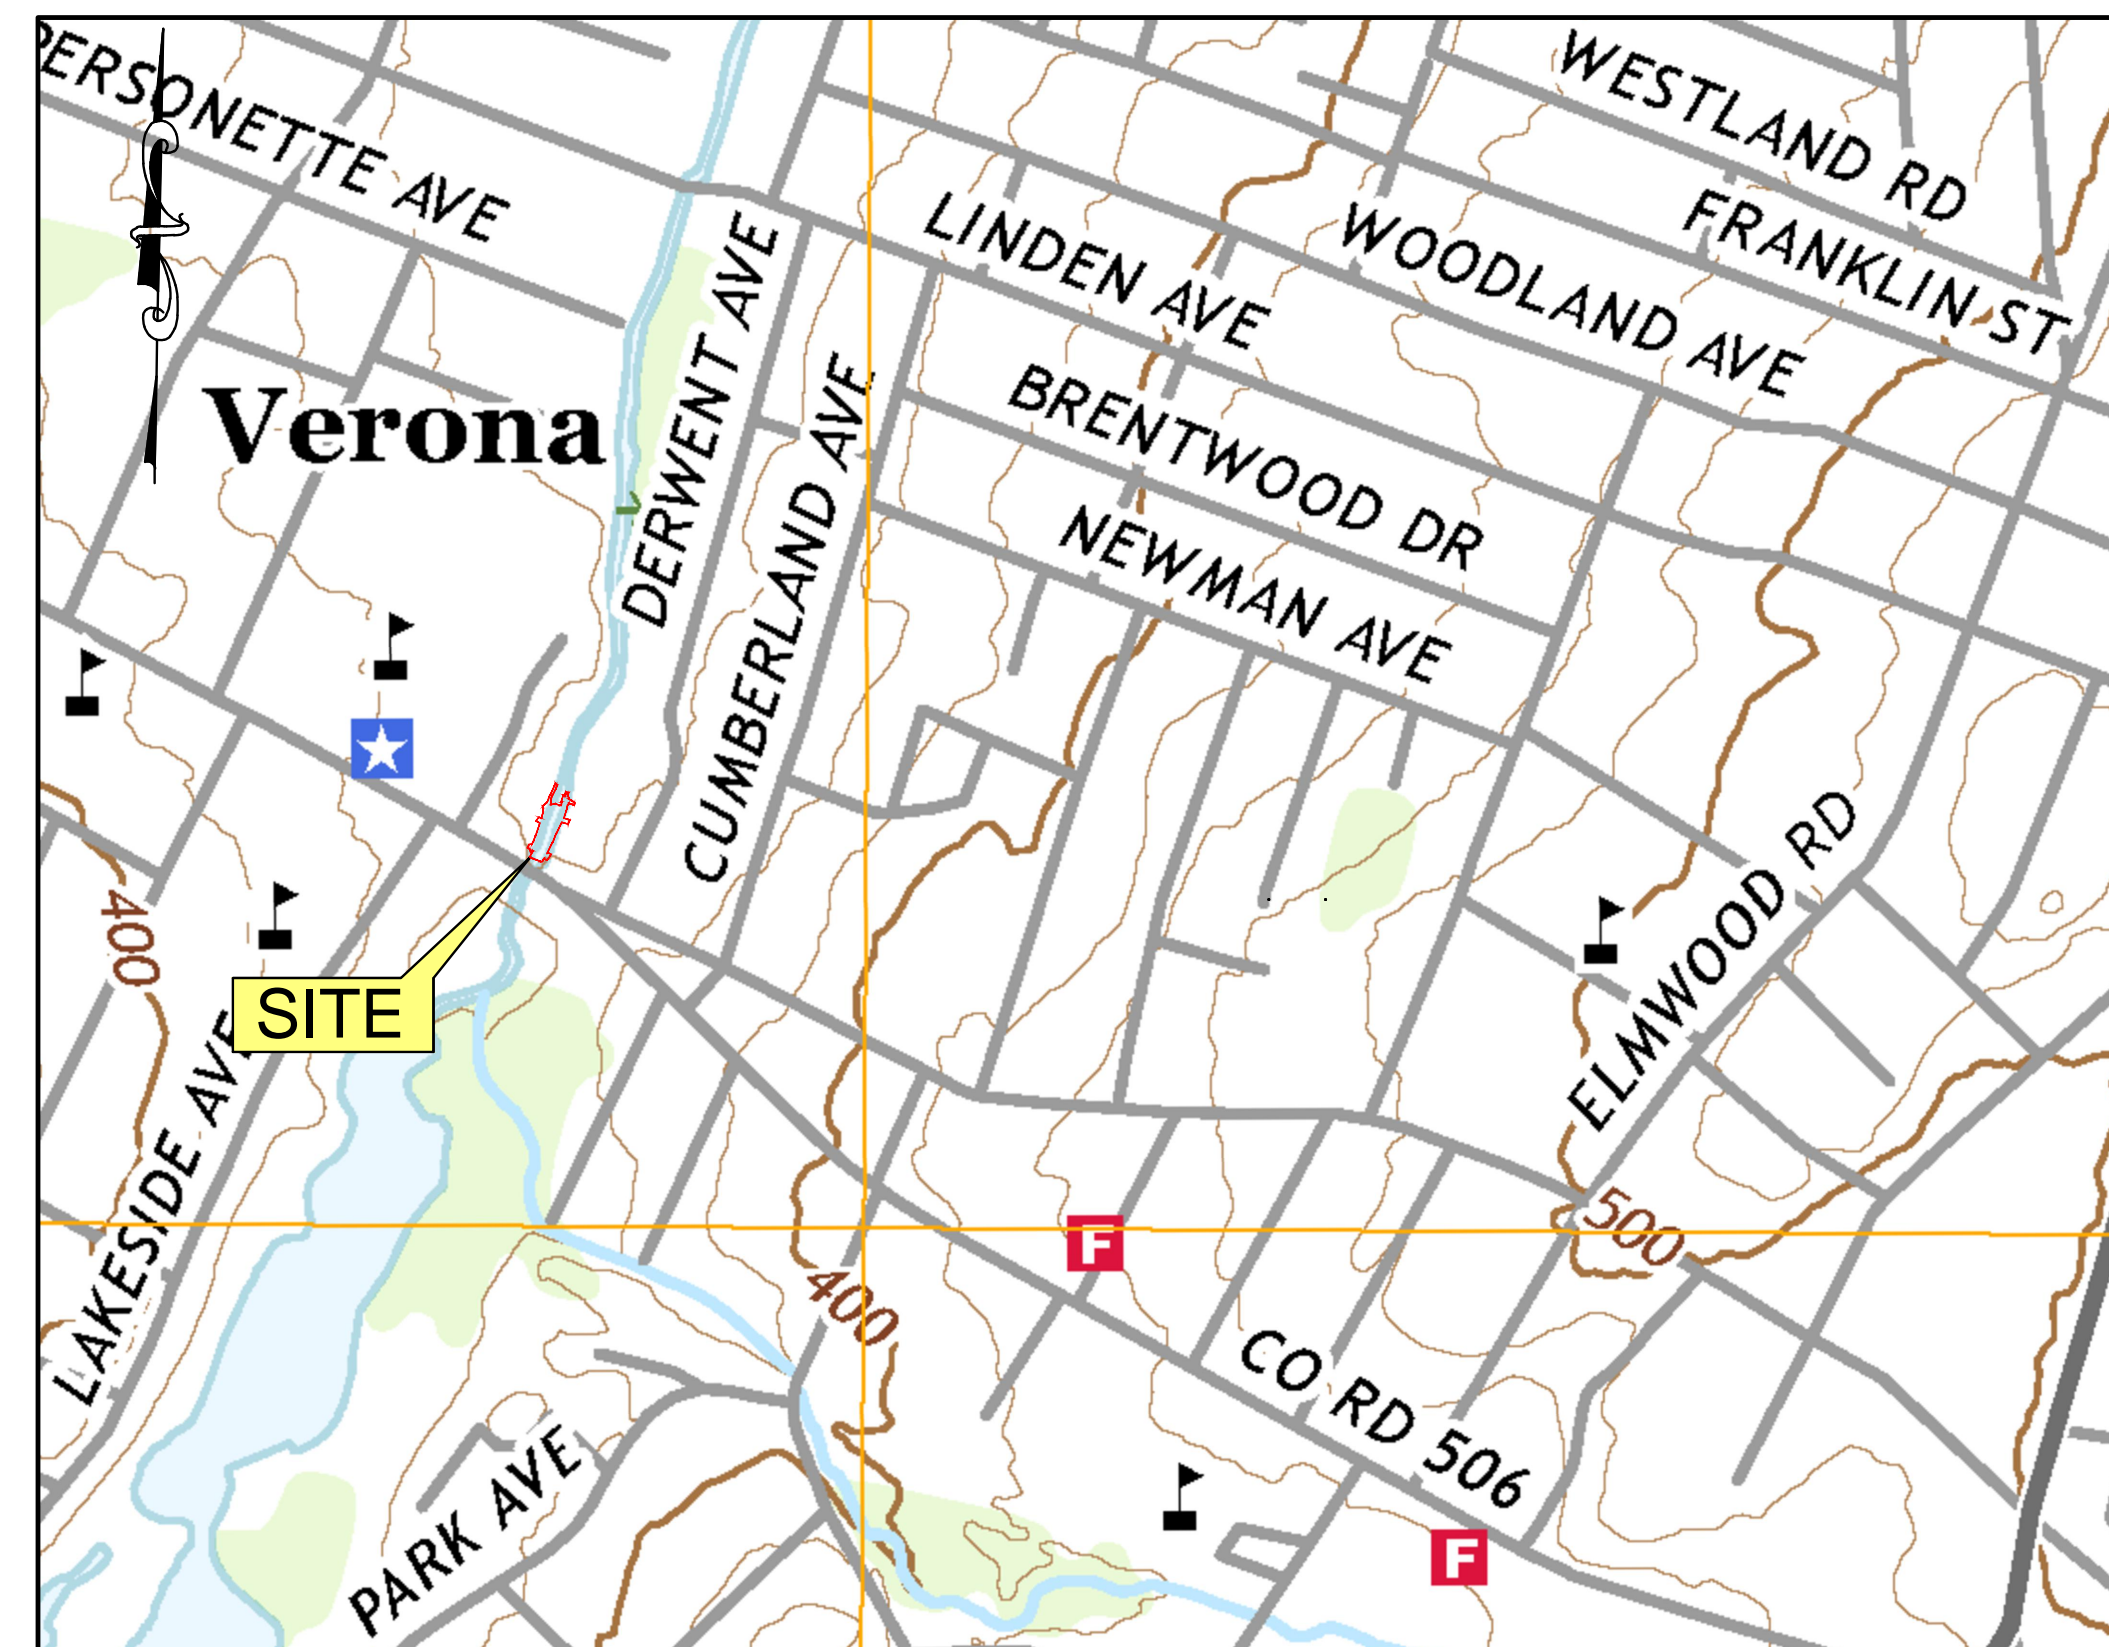 PERSONETTE AVE
WESTLAND RD
FRANKLIN ST
LINDEN AVE
WOODLAND AVE
DERWENT AVE
BRENTWOOD DR
Verona
CUMBERLAND AVE
NEWMAN AVE
ELMWOOD RD
400
SITE
LAKESIDE AVE
500
F
400
CO RD 506
PARK AVE
F